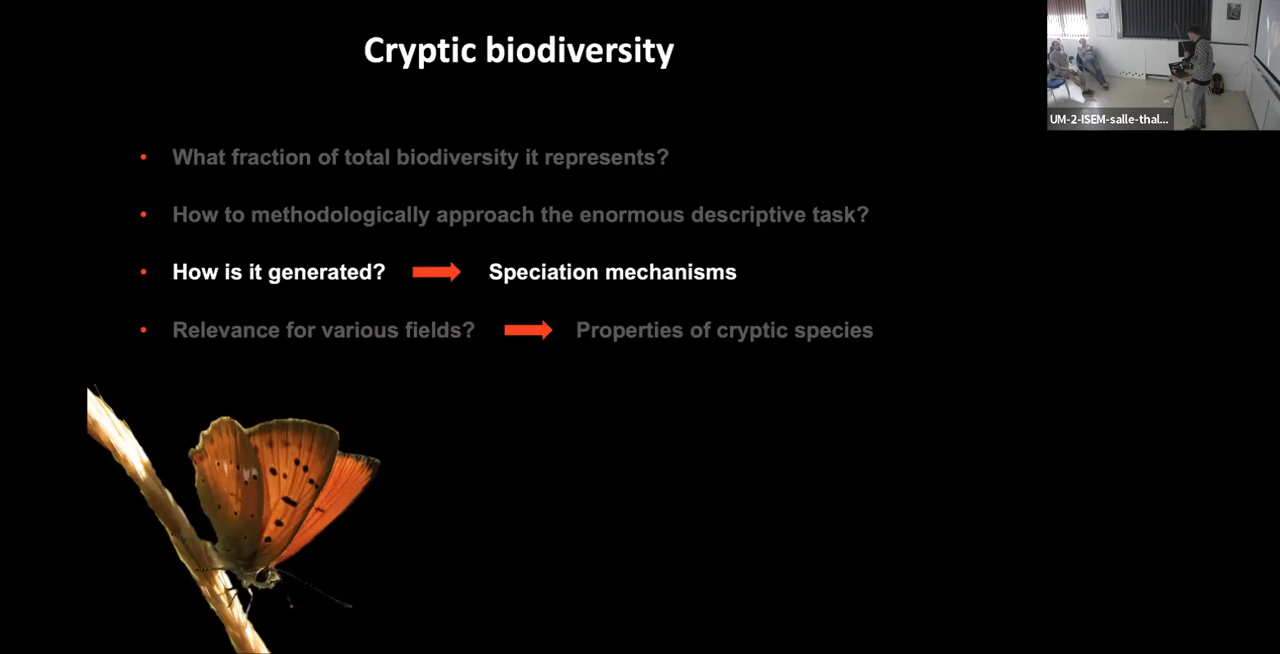 Cryptic biodiversity
UM-2-ISEM-salle-thal...
• What fraction of total biodiversity it represents?
• How to methodologically approach the enormous descriptive task?
• How is it generated? Speciation mechanisms
• Relevance for various fields? Properties of cryptic species